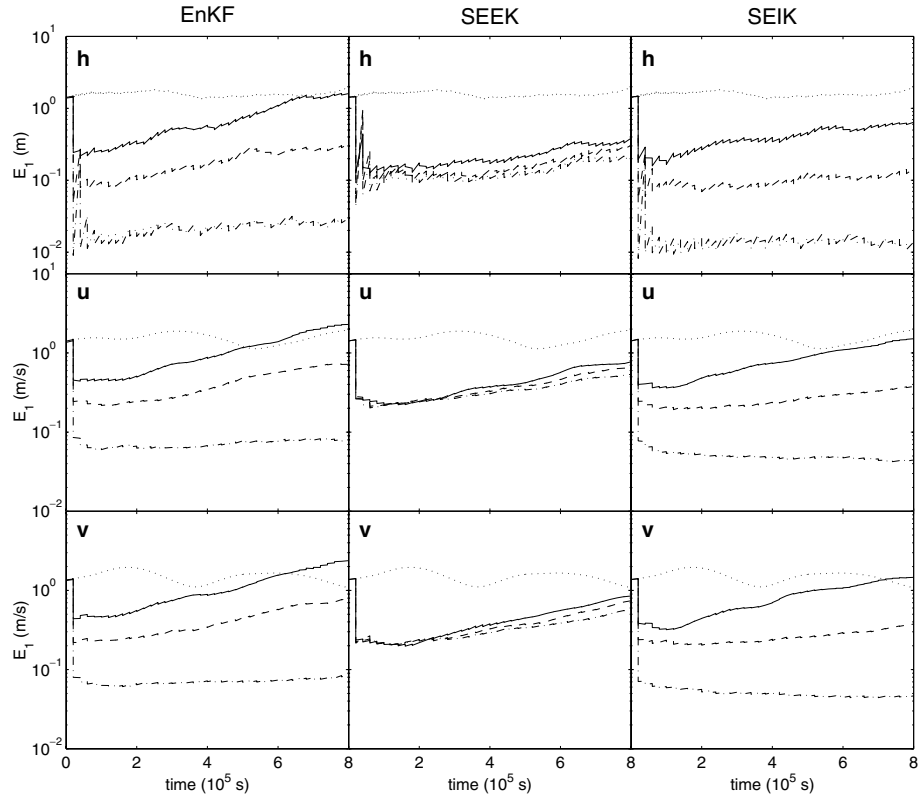 EnKF SEEK SEIK
10^1
h h h
10^0
E_1 (m)
10^-1
10^-2
10^1
u u u
10^0
E_1 (m/s)
10^-1
10^-2
v v v
10^0
E_1 (m/s)
10^-1
10^-2
0 2 4 6 8 2 4 6 8 2 4 6 8
time (10^5 s) time (10^5 s) time (10^5 s)